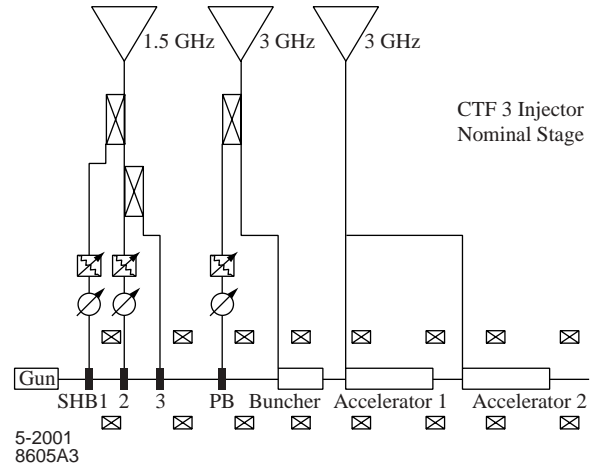 1.5 GHz 3 GHz 3 GHz
CTF 3 Injector
Nominal Stage
Gun
SHB1 2 3 PB Buncher Accelerator 1 Accelerator 2
5-2001
8605A3